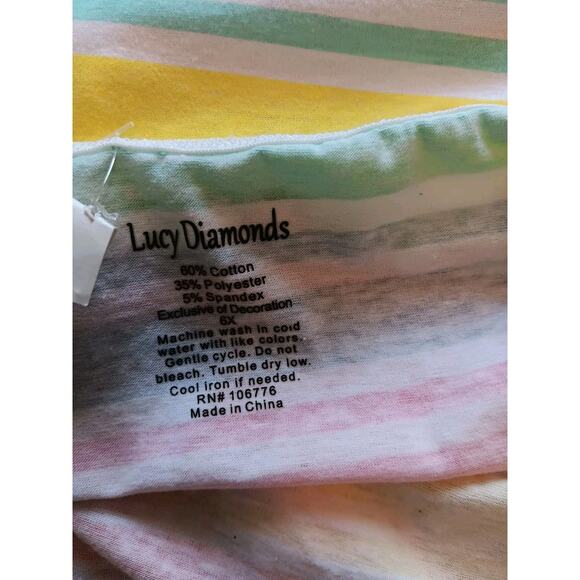 Lucy Diamonds
60% Cotton
35% Polyester
5% Spandex
Exclusive of Decoration
6X
Machine wash in cold
water with like colors.
Gentle cycle. Do not
bleach. Tumble dry low.
Cool iron if needed.
RN# 106776
Made in China